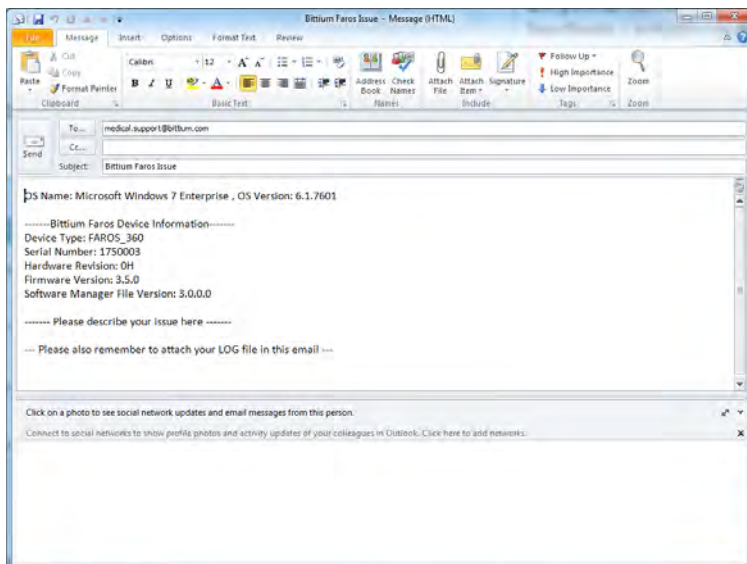 Bittium Faros Issue - Message (HTML)
File Message Insert Options Format Text Review
Paste
Cut
Copy
Format Painter
Clipboard
Calibri 12
B I U
Basic Text
Address Book
Check Names
Names
Attach File
Attach Item
Signature
Include
Follow Up
High Importance
Low Importance
Tags
Zoom
Zoom
Send
To... medical.support@bittium.com
Cc...
Subject: Bittium Faros Issue
OS Name: Microsoft Windows 7 Enterprise , OS Version: 6.1.7601
-------Bittium Faros Device Information-------
Device Type: FAROS_360
Serial Number: 1750003
Hardware Revision: 0H
Firmware Version: 3.5.0
Software Manager File Version: 3.0.0.0
------- Please describe your issue here -------
--- Please also remember to attach your LOG file in this email ---
Click on a photo to see social network updates and email messages from this person.
Connect to social networks to show profile photos and activity updates of your colleagues in Outlook. Click here to add networks.